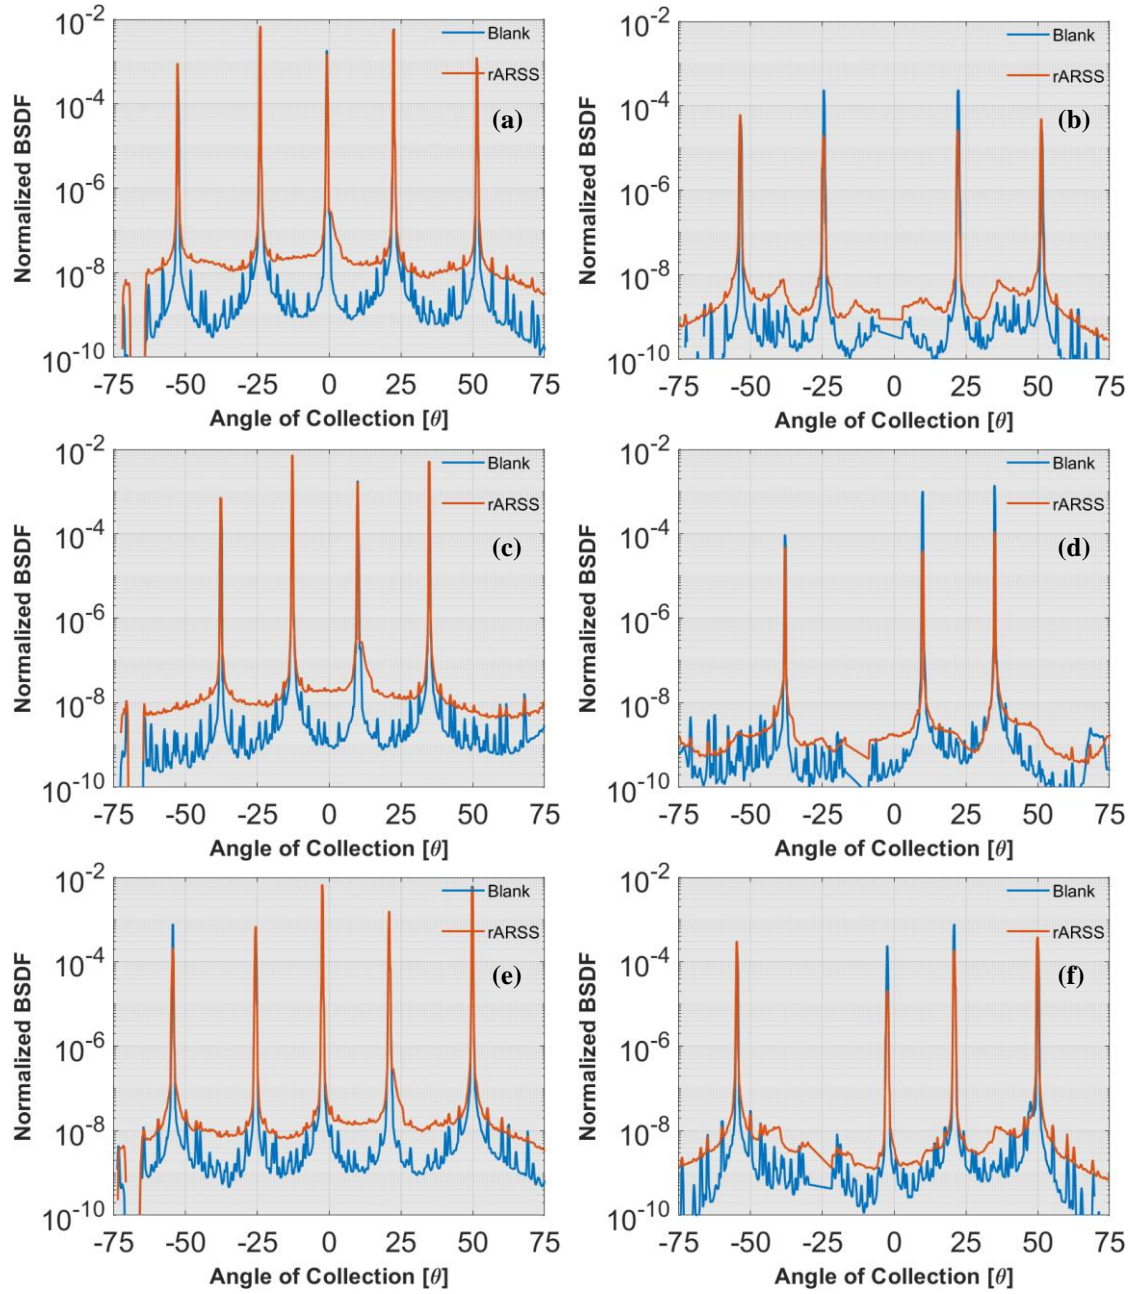 10-2
10-4
10-6
10-8
10-10
Normalized BSDF
Blank
rARSS
(a)
-75 -50 -25 0 25 50 75
Angle of Collection [θ]
10-2
10-4
10-6
10-8
10-10
Normalized BSDF
Blank
rARSS
(b)
-75 -50 -25 0 25 50 75
Angle of Collection [θ]
10-2
10-4
10-6
10-8
10-10
Normalized BSDF
Blank
rARSS
(c)
-75 -50 -25 0 25 50 75
Angle of Collection [θ]
10-2
10-4
10-6
10-8
10-10
Normalized BSDF
Blank
rARSS
(d)
-75 -50 -25 0 25 50 75
Angle of Collection [θ]
10-2
10-4
10-6
10-8
10-10
Normalized BSDF
Blank
rARSS
(e)
-75 -50 -25 0 25 50 75
Angle of Collection [θ]
10-2
10-4
10-6
10-8
10-10
Normalized BSDF
Blank
rARSS
(f)
-75 -50 -25 0 25 50 75
Angle of Collection [θ]